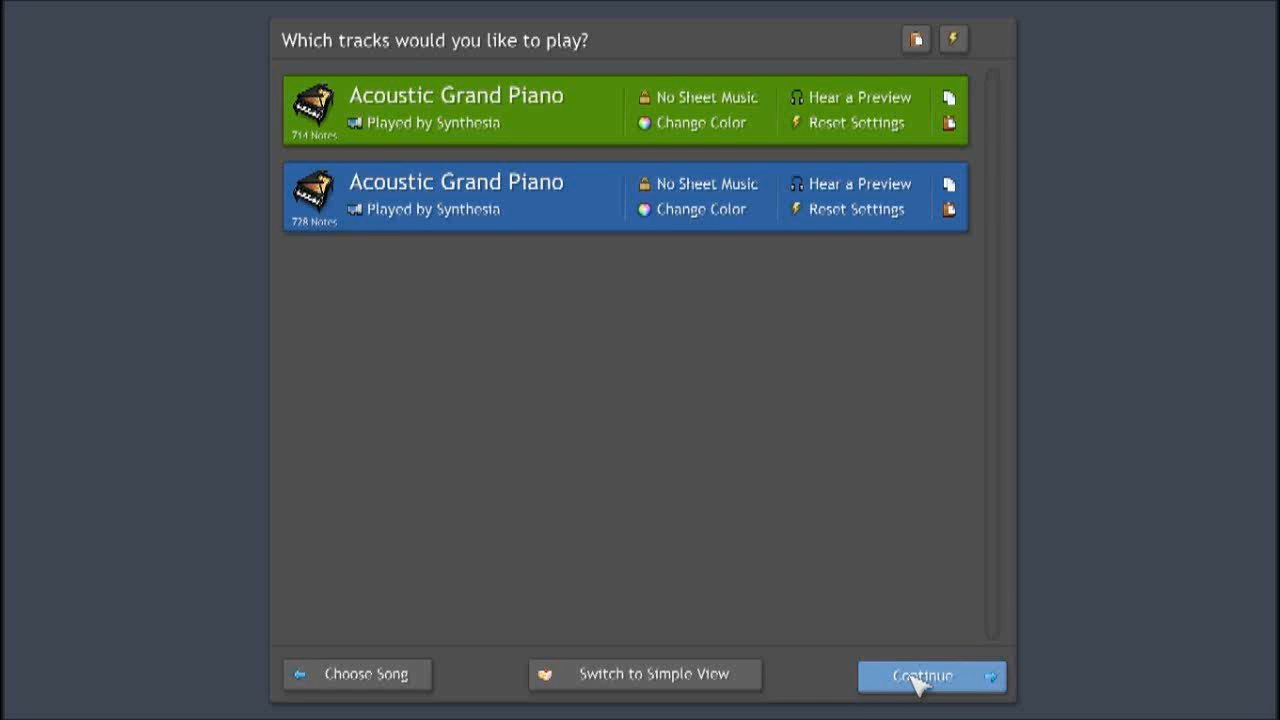 Which tracks would you like to play?
Acoustic Grand Piano
714 Notes
Played by Synthesia
No Sheet Music
Change Color
Hear a Preview
Reset Settings
Acoustic Grand Piano
728 Notes
Played by Synthesia
No Sheet Music
Change Color
Hear a Preview
Reset Settings
Choose Song
Switch to Simple View
Continue